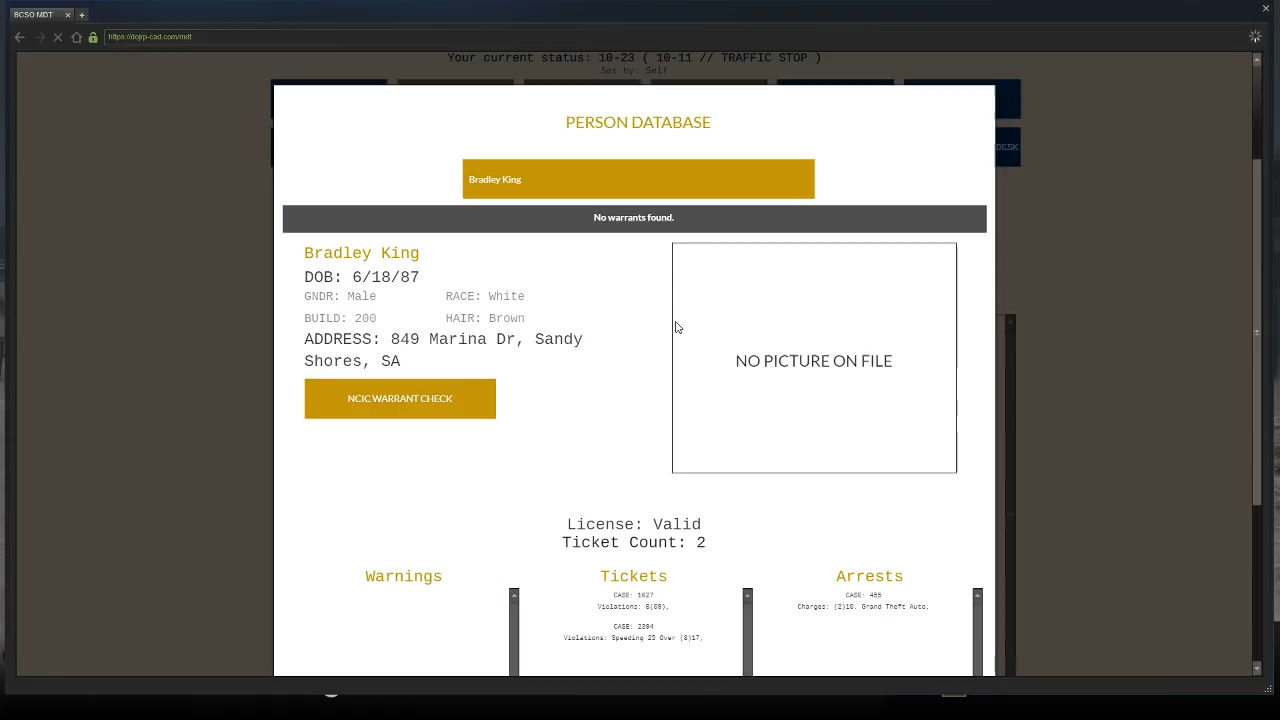 BCSO MDT
https://dojrp-cad.com/mdt
Your current status: 10-23 ( 10-11 // TRAFFIC STOP )
Set by: Self
DESK
PERSON DATABASE
Bradley King
No warrants found.
Bradley King
DOB: 6/18/87
GNDR: Male RACE: White
BUILD: 200 HAIR: Brown
ADDRESS: 849 Marina Dr, Sandy
Shores, SA
NO PICTURE ON FILE
NCIC WARRANT CHECK
License: Valid
Ticket Count: 2
Warnings Tickets Arrests
CASE: 1627
Violations: 8(09),
CASE: 2394
Violations: Speeding 25 Over (8)17,
CASE: 455
Charges: (2)10. Grand Theft Auto,